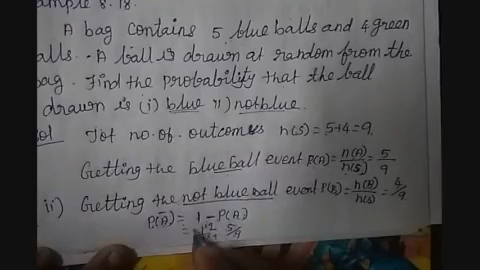 ample 8.18.
A bag contains 5 blue balls and 4 green
alls. A ball is drawn at random from the
bag. Find the probability that the ball
drawn is (i) blue ii) not blue.
Sol Tot no. of. outcomes n(S) = 5+4 = 9
Getting the blue ball event P(A) = n(A)/n(S) = 5/9
ii) Getting the not blue ball event P(B) = n(B)/n(S) = 4/9
P(Ā) = 1 - P(A)
= 5/9